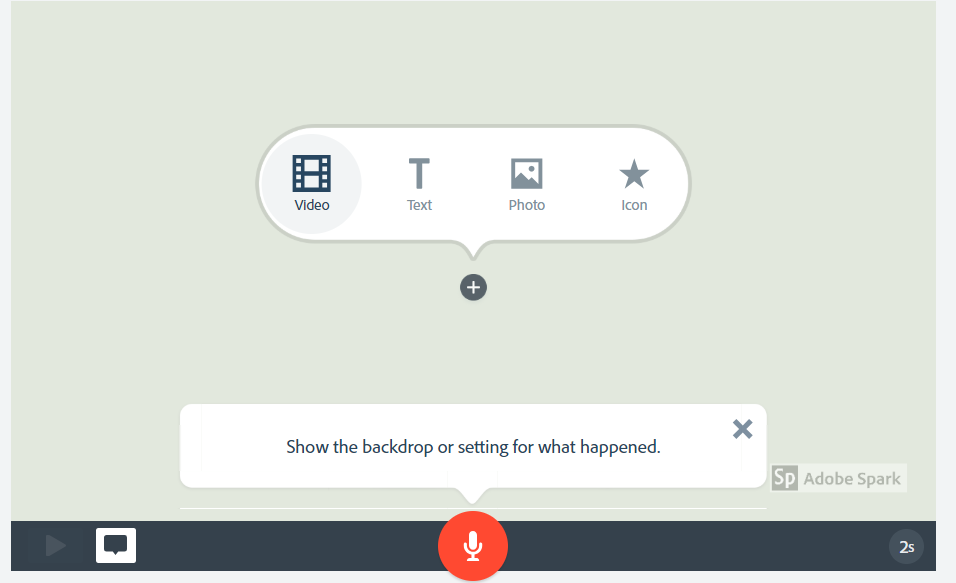 Video Text Photo Icon
Show the backdrop or setting for what happened.
Sp Adobe Spark
2s